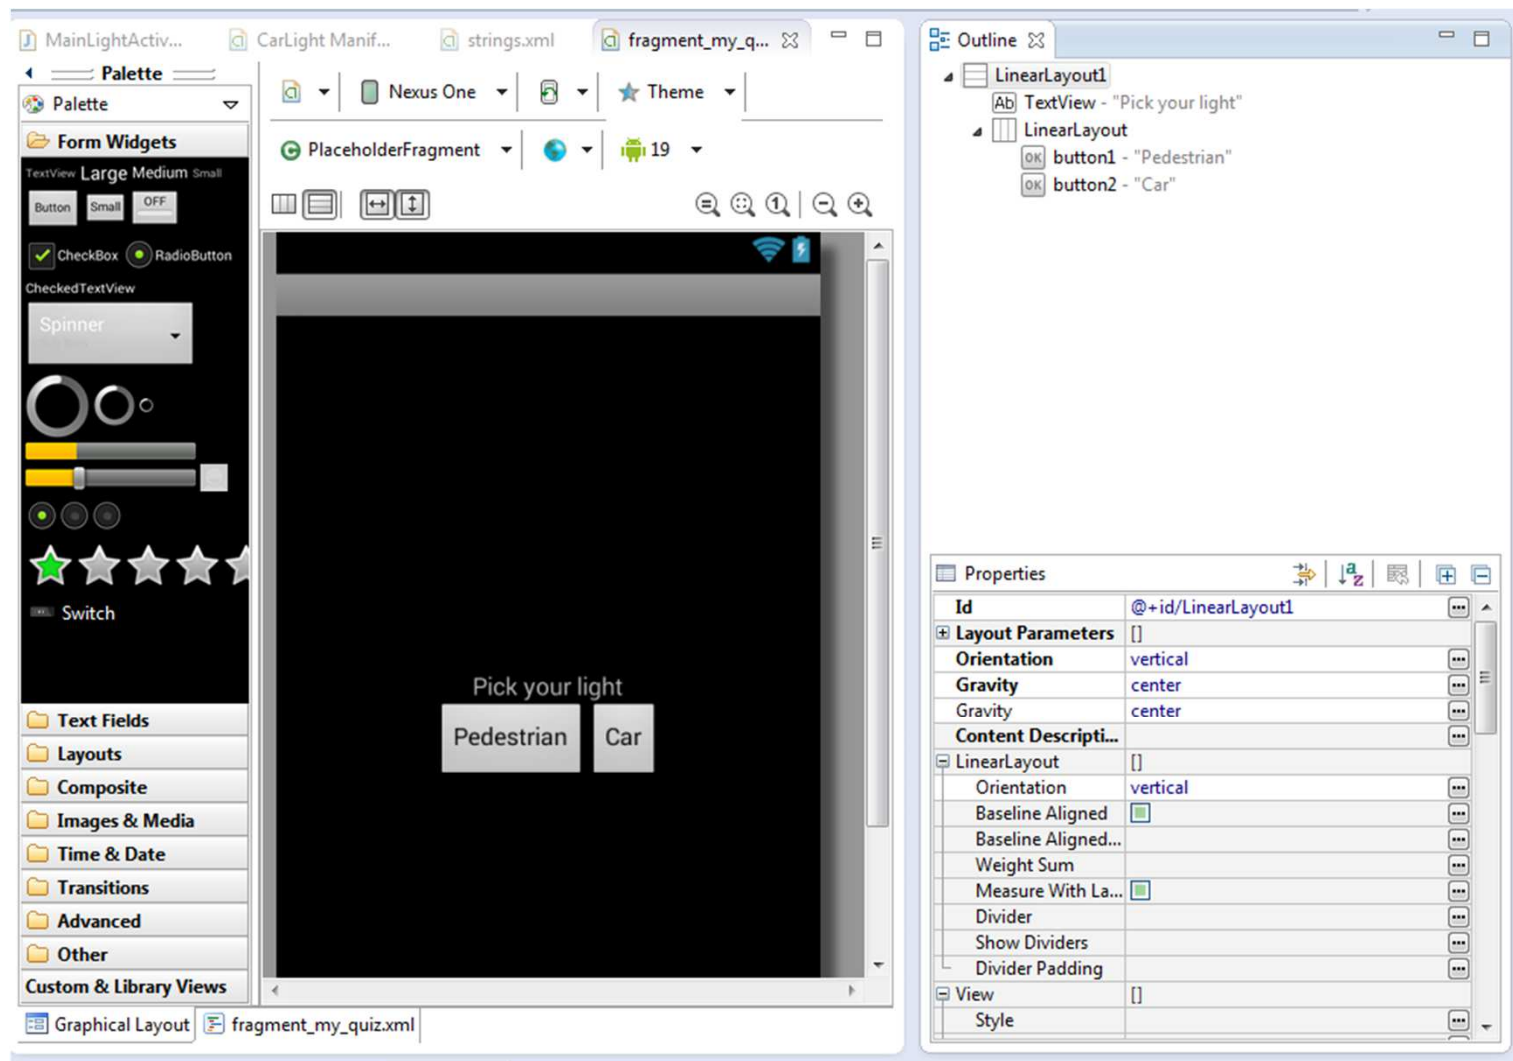 MainLightActiv...
CarLight Manif...
strings.xml
fragment_my_q...
Palette
Palette
Form Widgets
TextView Large Medium Small
Button Small OFF
CheckBox RadioButton
CheckedTextView
Spinner
Switch
Text Fields
Layouts
Composite
Images & Media
Time & Date
Transitions
Advanced
Other
Custom & Library Views
Nexus One
Theme
PlaceholderFragment
19
Pick your light
Pedestrian
Car
Graphical Layout
fragment_my_quiz.xml
Outline
LinearLayout1
Ab TextView - "Pick your light"
LinearLayout
OK button1 - "Pedestrian"
OK button2 - "Car"
Properties
Id @+id/LinearLayout1
Layout Parameters []
Orientation vertical
Gravity center
Gravity center
Content Descripti...
LinearLayout []
Orientation vertical
Baseline Aligned
Baseline Aligned...
Weight Sum
Measure With La...
Divider
Show Dividers
Divider Padding
View []
Style